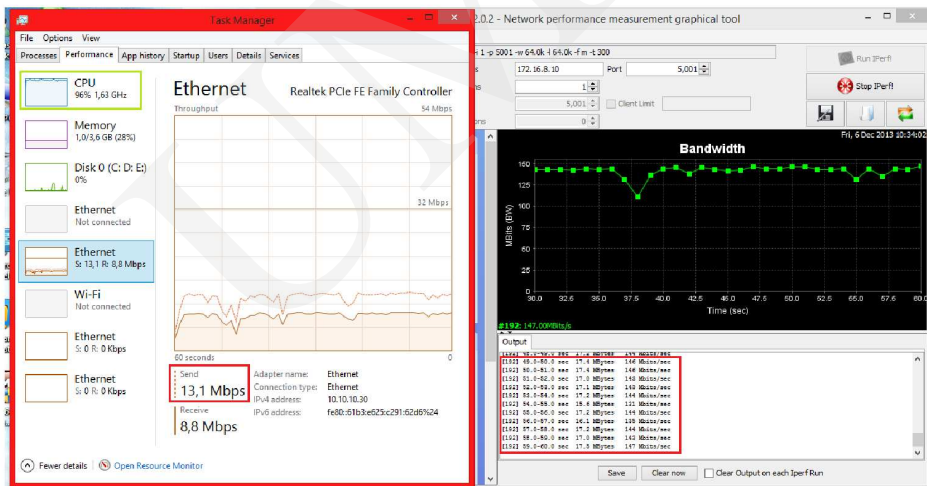 Task Manager
File Options View
Processes Performance App history Startup Users Details Services
CPU
96% 1,63 GHz
Memory
1,0/3,6 GB (28%)
Disk 0 (C: D: E:)
0%
Ethernet
Not connected
Ethernet
S: 13,1 R: 8,8 Mbps
Wi-Fi
Not connected
Ethernet
S: 0 R: 0 Kbps
Ethernet
S: 0 R: 0 Kbps
Ethernet
Realtek PCIe FE Family Controller
Throughput
54 Mbps
32 Mbps
60 seconds
0
Send
13,1 Mbps
Receive
8,8 Mbps
Adapter name: Ethernet
Connection type: Ethernet
IPv4 address: 10.10.10.30
IPv6 address: fe80::61b3:e625:c291:62d6%24
Fewer details
Open Resource Monitor
2.0.2 - Network performance measurement graphical tool
1 -p 5001 -w 64.0k -l 64.0k -f m -t 300
172.16.8.10
Port
5,001
1
5,001
Client Limit
0
Run IPerf!
Stop IPerf!
Fri, 6 Dec 2013 10:34:02
Bandwidth
MBits (BW)
150
125
100
75
50
25
0
30.0 32.5 35.0 37.5 40.0 42.5 45.0 47.5 50.0 52.5 55.0 57.5 60.0
Time (sec)
#192: 147.00MBits/s
Output
[192] 49.0-50.0 sec 17.4 MBytes 146 Mbits/sec
[192] 50.0-51.0 sec 17.4 MBytes 146 Mbits/sec
[192] 51.0-52.0 sec 17.0 MBytes 143 Mbits/sec
[192] 52.0-53.0 sec 17.1 MBytes 143 Mbits/sec
[192] 53.0-54.0 sec 17.2 MBytes 144 Mbits/sec
[192] 54.0-55.0 sec 15.6 MBytes 131 Mbits/sec
[192] 55.0-56.0 sec 17.2 MBytes 144 Mbits/sec
[192] 56.0-57.0 sec 16.1 MBytes 135 Mbits/sec
[192] 57.0-58.0 sec 17.2 MBytes 144 Mbits/sec
[192] 58.0-59.0 sec 17.0 MBytes 143 Mbits/sec
[192] 59.0-60.0 sec 17.5 MBytes 147 Mbits/sec
Save
Clear now
Clear Output on each Iperf Run